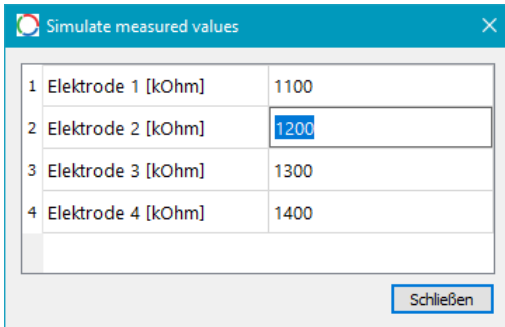 Simulate measured values
1 Elektrode 1 [kOhm] 1100
2 Elektrode 2 [kOhm] 1200
3 Elektrode 3 [kOhm] 1300
4 Elektrode 4 [kOhm] 1400
Schließen